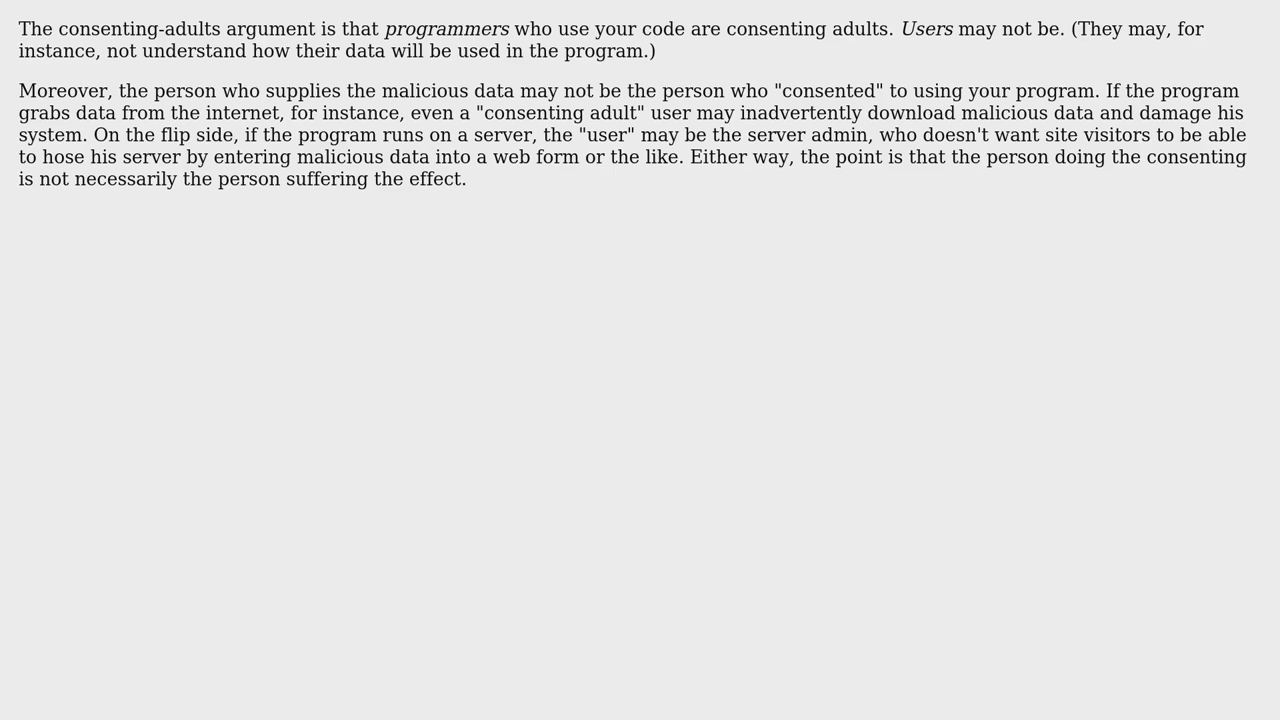 The consenting-adults argument is that programmers who use your code are consenting adults. Users may not be. (They may, for
instance, not understand how their data will be used in the program.)
Moreover, the person who supplies the malicious data may not be the person who "consented" to using your program. If the program
grabs data from the internet, for instance, even a "consenting adult" user may inadvertently download malicious data and damage his
system. On the flip side, if the program runs on a server, the "user" may be the server admin, who doesn't want site visitors to be able
to hose his server by entering malicious data into a web form or the like. Either way, the point is that the person doing the consenting
is not necessarily the person suffering the effect.